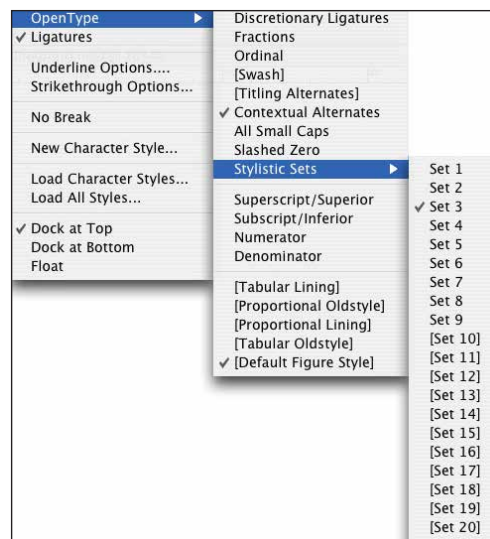 OpenType
✓ Ligatures
Underline Options....
Strikethrough Options...
No Break
New Character Style...
Load Character Styles...
Load All Styles...
✓ Dock at Top
Dock at Bottom
Float
Discretionary Ligatures
Fractions
Ordinal
[Swash]
[Titling Alternates]
✓ Contextual Alternates
All Small Caps
Slashed Zero
Stylistic Sets
Superscript/Superior
Subscript/Inferior
Numerator
Denominator
[Tabular Lining]
[Proportional Oldstyle]
[Proportional Lining]
[Tabular Oldstyle]
✓ [Default Figure Style]
Set 1
Set 2
✓ Set 3
Set 4
Set 5
Set 6
Set 7
Set 8
Set 9
[Set 10]
[Set 11]
[Set 12]
[Set 13]
[Set 14]
[Set 15]
[Set 16]
[Set 17]
[Set 18]
[Set 19]
[Set 20]